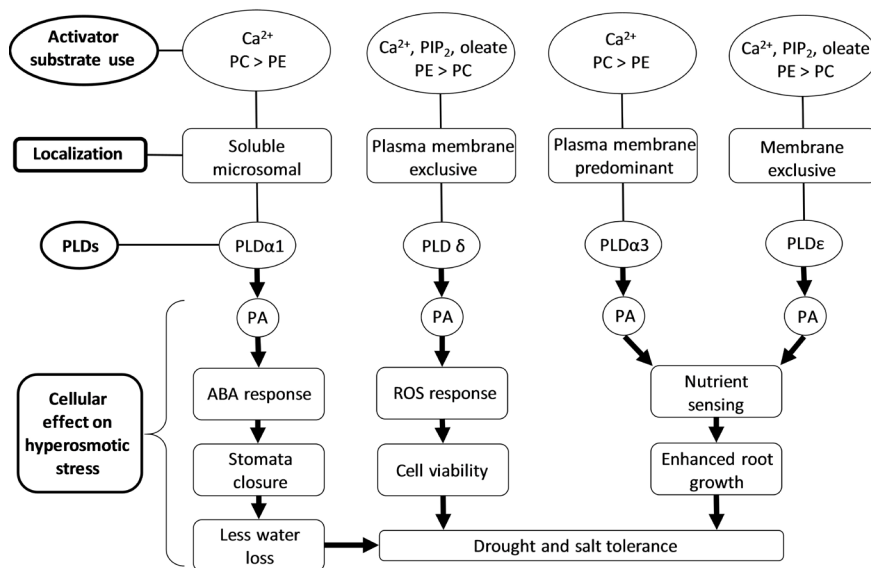 Activator
substrate use
Ca²⁺
PC > PE
Ca²⁺, PIP₂, oleate
PE > PC
Ca²⁺
PC > PE
Ca²⁺, PIP₂, oleate
PE > PC
Localization
Soluble
microsomal
Plasma membrane
exclusive
Plasma membrane
predominant
Membrane
exclusive
PLDs
PLDα1
PLD δ
PLDα3
PLDε
PA
PA
PA
PA
Cellular
effect on
hyperosmotic
stress
ABA response
ROS response
Nutrient
sensing
Stomata
closure
Cell viability
Enhanced root
growth
Less water
loss
Drought and salt tolerance